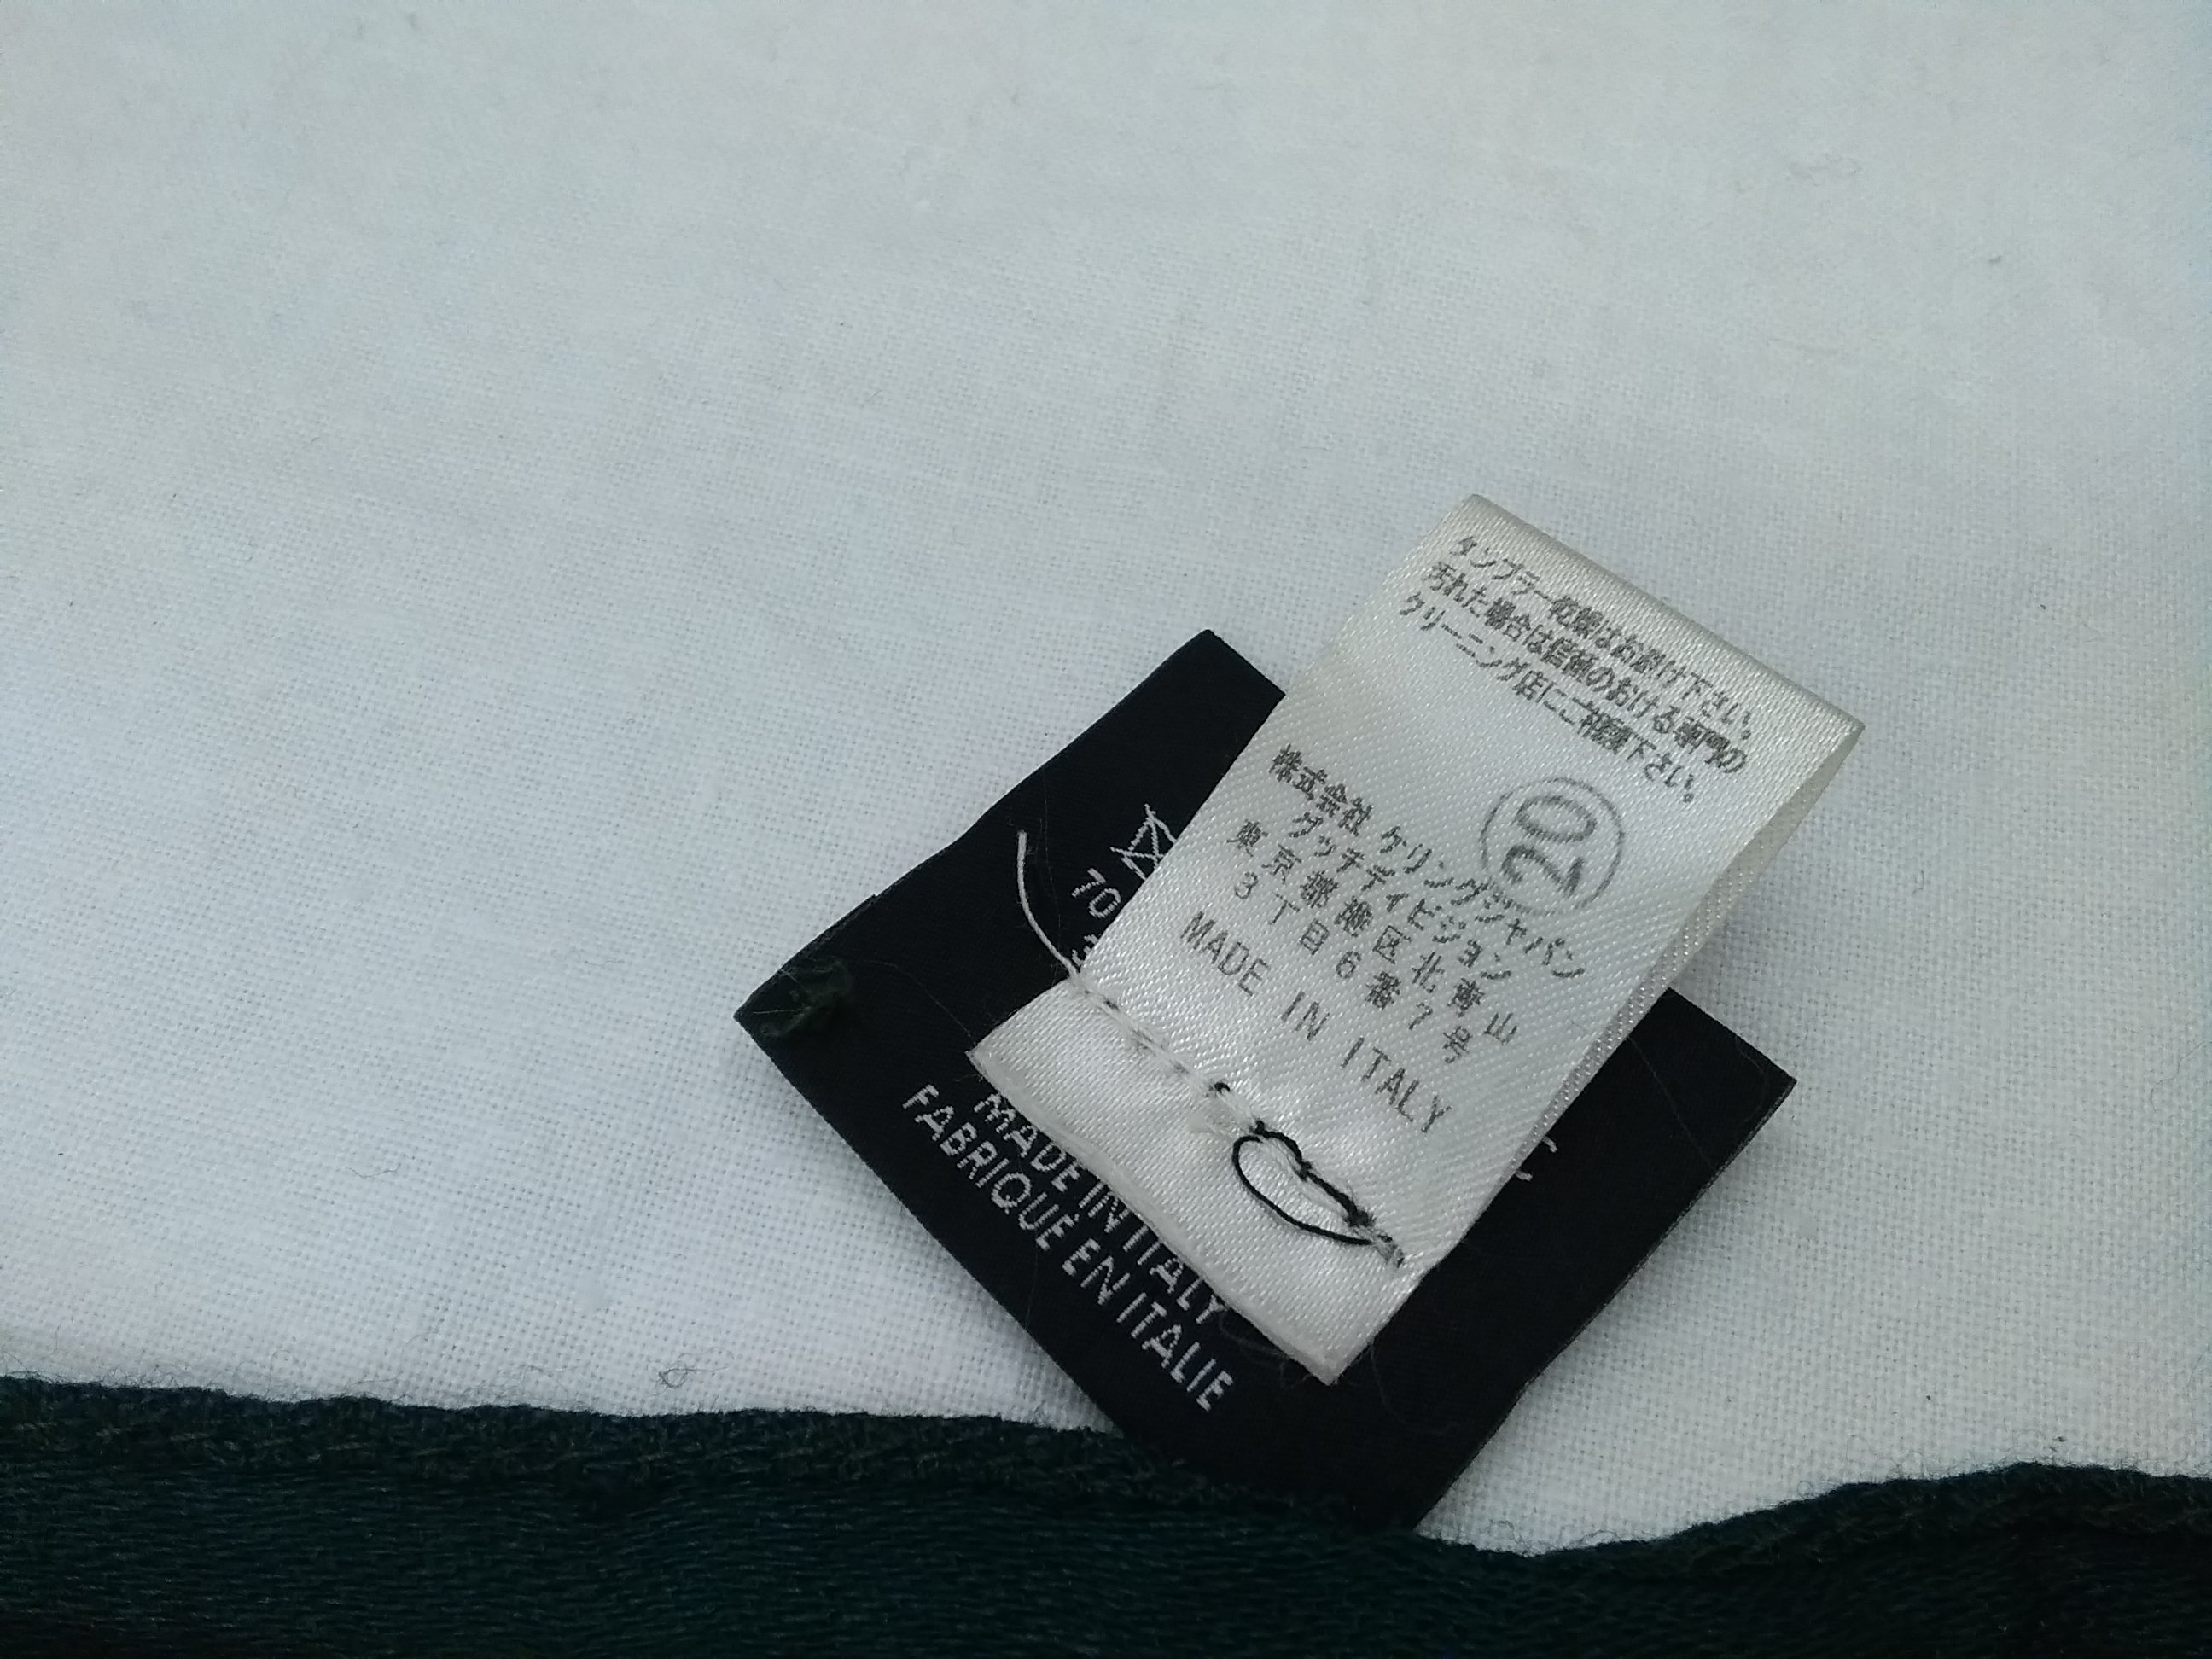 タンブラー乾燥はお避け下さい。
汚れた場合は信頼のおける専門の
クリーニング店にご相談下さい。
20
株式会社 ケリングジャパン
グッチディビジョン
東京都港区北青山
3丁目6番7号
MADE IN ITALY
70
MADE IN ITALY
FABRIQUÉ EN ITALIE